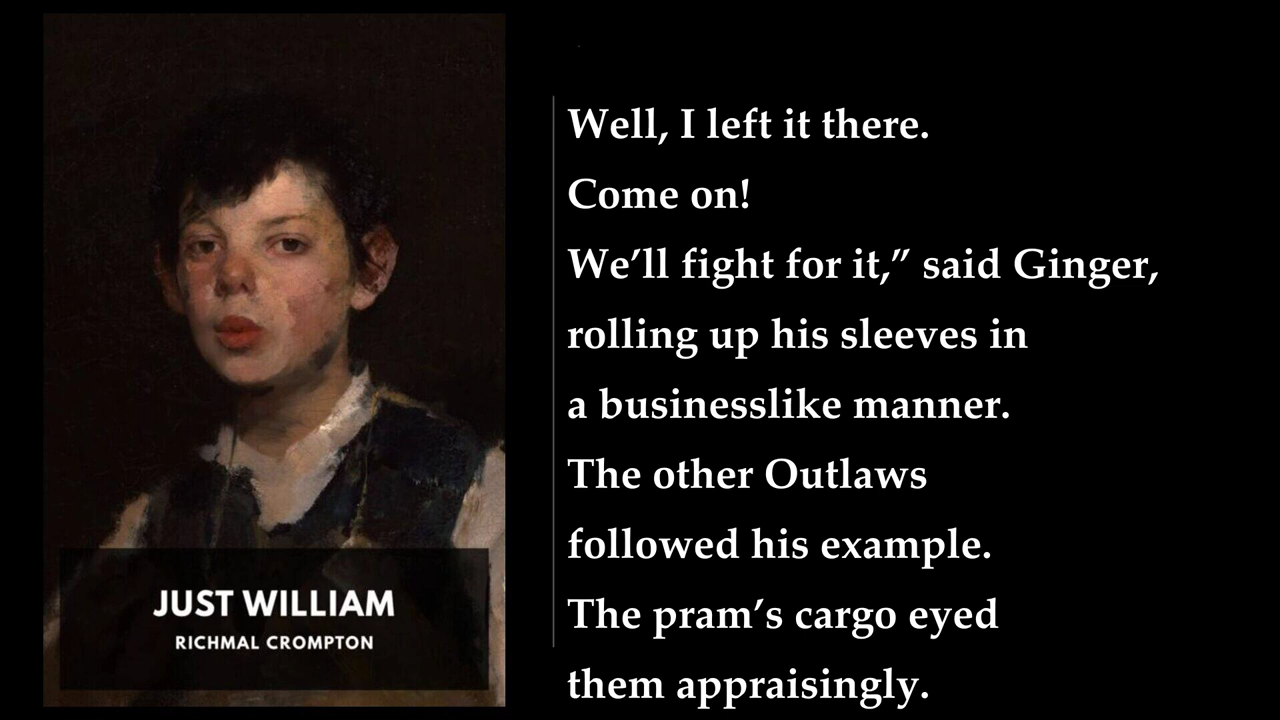 JUST WILLIAM
RICHMAL CROMPTON
Well, I left it there.
Come on!
We’ll fight for it,” said Ginger,
rolling up his sleeves in
a businesslike manner.
The other Outlaws
followed his example.
The pram’s cargo eyed
them appraisingly.